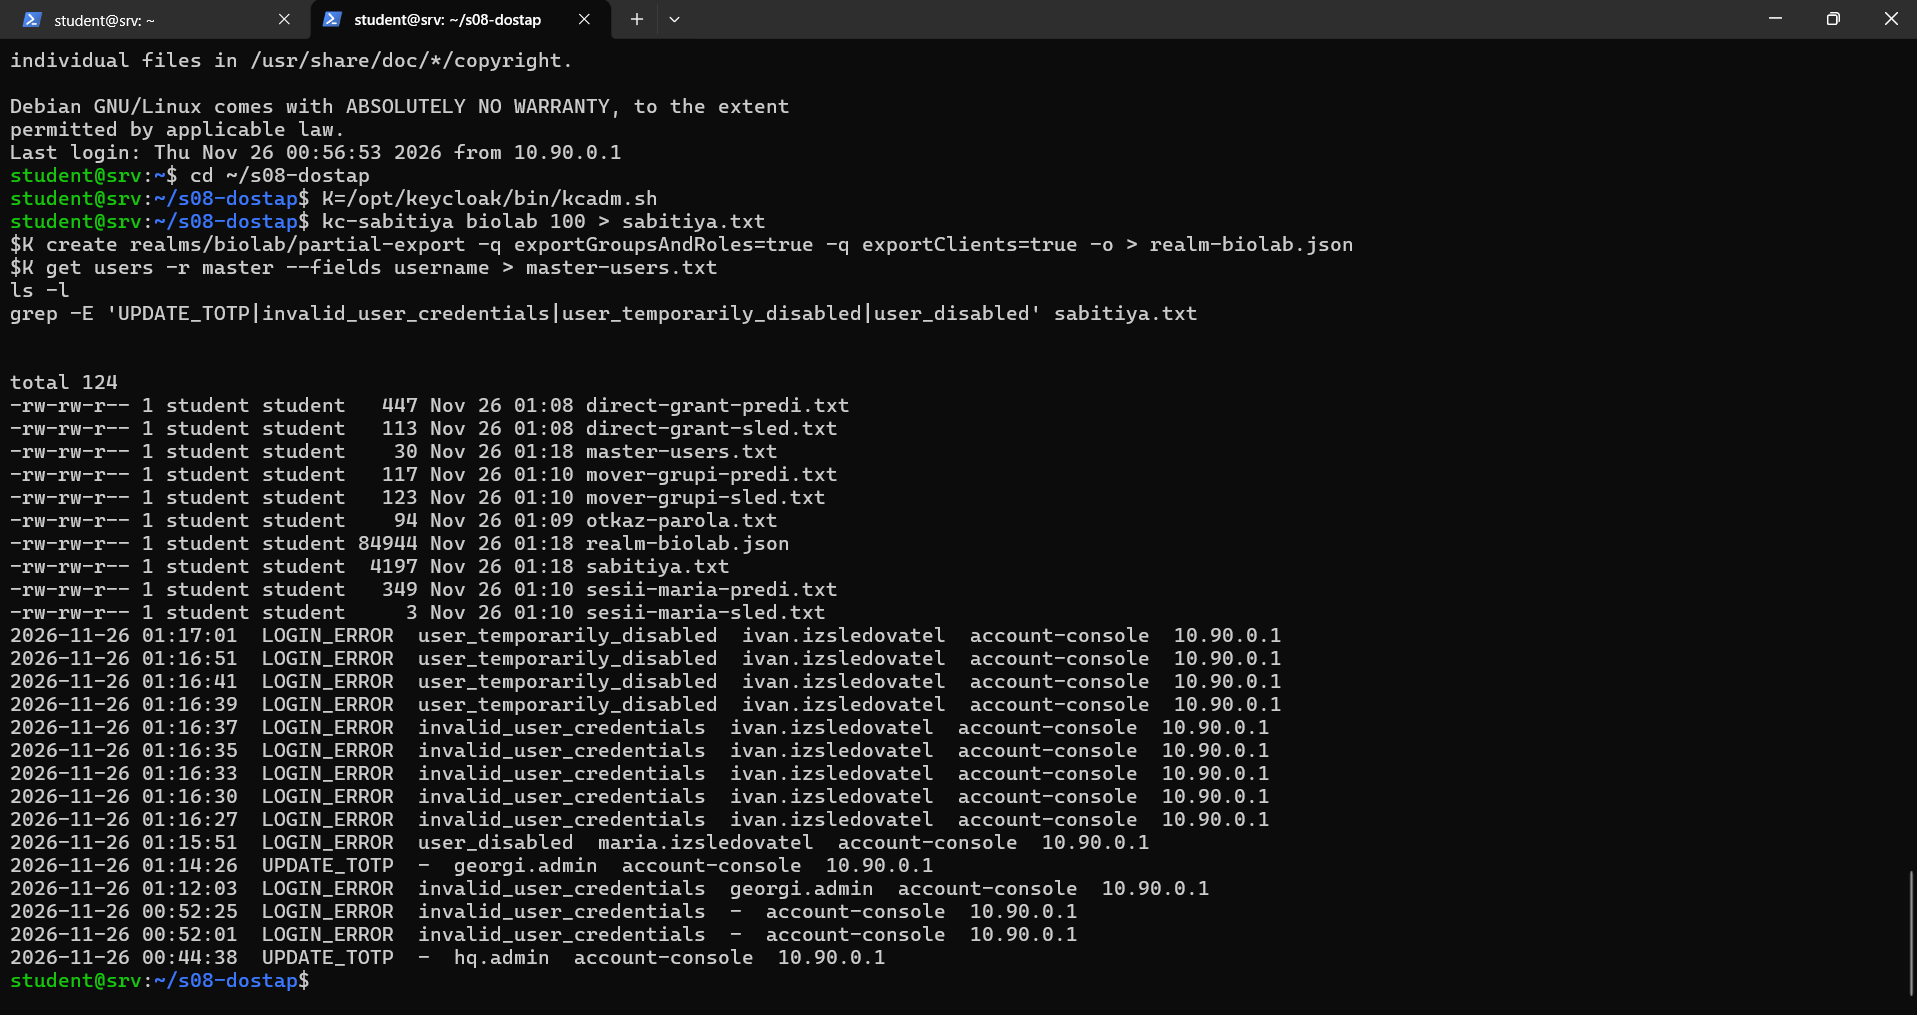 student@srv: ~
student@srv: ~/s08-dostap
individual files in /usr/share/doc/*/copyright.
Debian GNU/Linux comes with ABSOLUTELY NO WARRANTY, to the extent
permitted by applicable law.
Last login: Thu Nov 26 00:56:53 2026 from 10.90.0.1
student@srv:~$ cd ~/s08-dostap
student@srv:~/s08-dostap$ K=/opt/keycloak/bin/kcadm.sh
student@srv:~/s08-dostap$ kc-sabitiya biolab 100 > sabitiya.txt
$K create realms/biolab/partial-export -q exportGroupsAndRoles=true -q exportClients=true -o > realm-biolab.json
$K get users -r master --fields username > master-users.txt
ls -l
grep -E 'UPDATE_TOTP|invalid_user_credentials|user_temporarily_disabled|user_disabled' sabitiya.txt
total 124
-rw-rw-r-- 1 student student   447 Nov 26 01:08 direct-grant-predi.txt
-rw-rw-r-- 1 student student   113 Nov 26 01:08 direct-grant-sled.txt
-rw-rw-r-- 1 student student    30 Nov 26 01:18 master-users.txt
-rw-rw-r-- 1 student student   117 Nov 26 01:10 mover-grupi-predi.txt
-rw-rw-r-- 1 student student   123 Nov 26 01:10 mover-grupi-sled.txt
-rw-rw-r-- 1 student student    94 Nov 26 01:09 otkaz-parola.txt
-rw-rw-r-- 1 student student 84944 Nov 26 01:18 realm-biolab.json
-rw-rw-r-- 1 student student  4197 Nov 26 01:18 sabitiya.txt
-rw-rw-r-- 1 student student   349 Nov 26 01:10 sesii-maria-predi.txt
-rw-rw-r-- 1 student student     3 Nov 26 01:10 sesii-maria-sled.txt
2026-11-26 01:17:01  LOGIN_ERROR  user_temporarily_disabled  ivan.izsledovatel  account-console  10.90.0.1
2026-11-26 01:16:51  LOGIN_ERROR  user_temporarily_disabled  ivan.izsledovatel  account-console  10.90.0.1
2026-11-26 01:16:41  LOGIN_ERROR  user_temporarily_disabled  ivan.izsledovatel  account-console  10.90.0.1
2026-11-26 01:16:39  LOGIN_ERROR  user_temporarily_disabled  ivan.izsledovatel  account-console  10.90.0.1
2026-11-26 01:16:37  LOGIN_ERROR  invalid_user_credentials  ivan.izsledovatel  account-console  10.90.0.1
2026-11-26 01:16:35  LOGIN_ERROR  invalid_user_credentials  ivan.izsledovatel  account-console  10.90.0.1
2026-11-26 01:16:33  LOGIN_ERROR  invalid_user_credentials  ivan.izsledovatel  account-console  10.90.0.1
2026-11-26 01:16:30  LOGIN_ERROR  invalid_user_credentials  ivan.izsledovatel  account-console  10.90.0.1
2026-11-26 01:16:27  LOGIN_ERROR  invalid_user_credentials  ivan.izsledovatel  account-console  10.90.0.1
2026-11-26 01:15:51  LOGIN_ERROR  user_disabled  maria.izsledovatel  account-console  10.90.0.1
2026-11-26 01:14:26  UPDATE_TOTP  -  georgi.admin  account-console  10.90.0.1
2026-11-26 01:12:03  LOGIN_ERROR  invalid_user_credentials  georgi.admin  account-console  10.90.0.1
2026-11-26 00:52:25  LOGIN_ERROR  invalid_user_credentials  -  account-console  10.90.0.1
2026-11-26 00:52:01  LOGIN_ERROR  invalid_user_credentials  -  account-console  10.90.0.1
2026-11-26 00:44:38  UPDATE_TOTP  -  hq.admin  account-console  10.90.0.1
student@srv:~/s08-dostap$